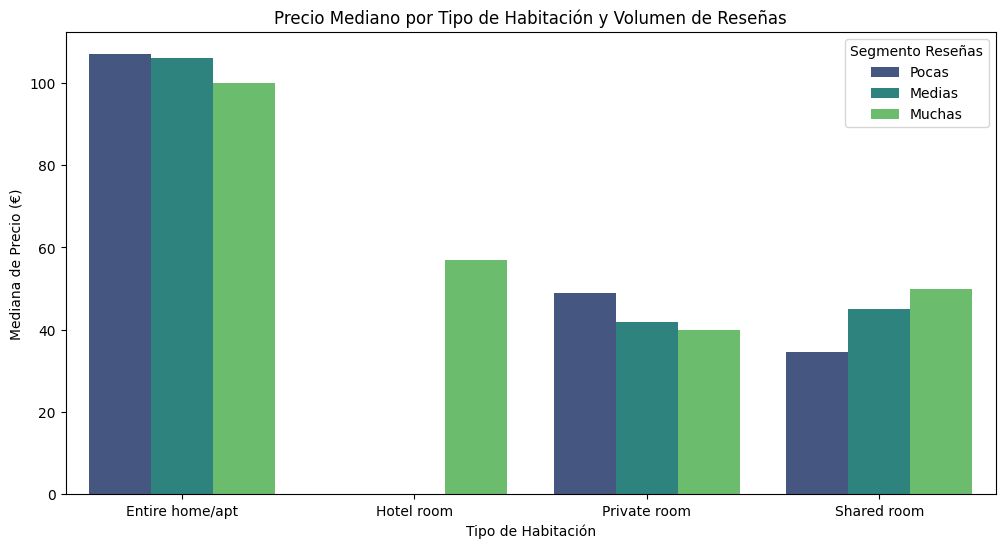 Precio Mediano por Tipo de Habitación y Volumen de Reseñas
Segmento Reseñas
Pocas
Medias
Muchas
Mediana de Precio (€)
100
80
60
40
20
0
Entire home/apt
Hotel room
Private room
Shared room
Tipo de Habitación